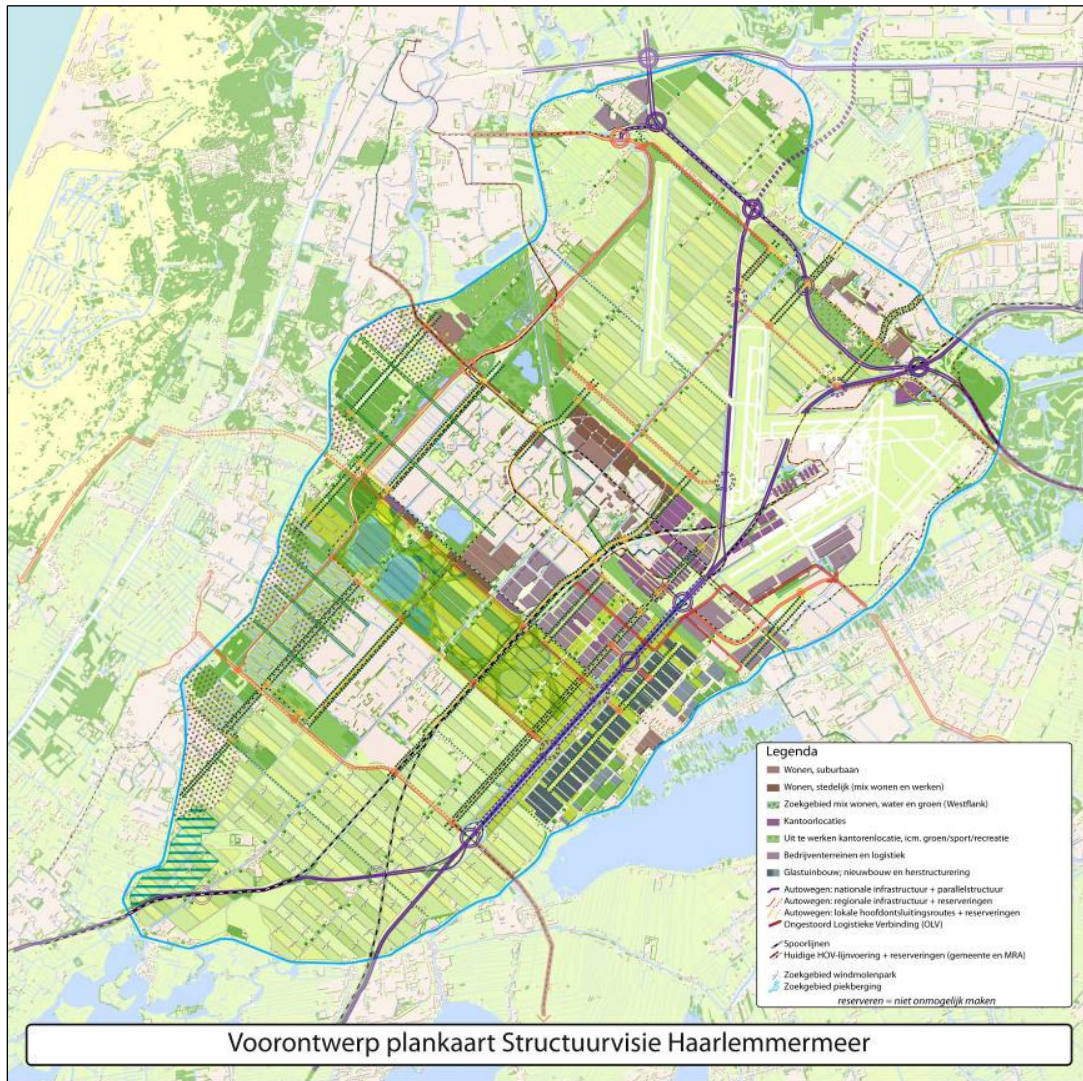 Legenda
Wonen, suburbaan
Wonen, stedelijk (mix wonen en werken)
Zoekgebied mix wonen, water en groen (Westflank)
Kantoorlocaties
Uit te werken kantorenlocatie, icm. groen/sport/recreatie
Bedrijventerreinen en logistiek
Glastuinbouw; nieuwbouw en herstructurering
Autowegen: nationale infrastructuur + parallelstructuur
Autowegen: regionale infrastructuur + reserveringen
Autowegen: lokale hoofdontsluitingsroutes + reserveringen
Ongestoord Logistieke Verbinding (OLV)
Spoorlijnen
Huidige HOV-lijnvoering + reserveringen (gemeente en MRA)
Zoekgebied windmolenpark
Zoekgebied piekberging
reserveren = niet onmogelijk maken
Voorontwerp plankaart Structuurvisie Haarlemmermeer